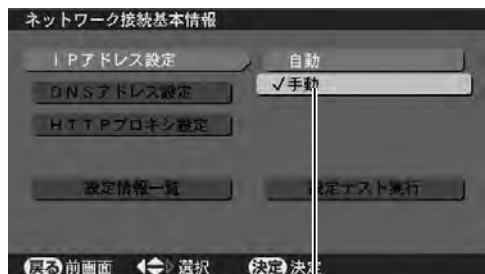 ネットワーク接続基本情報
IPアドレス設定
自動
✓手動
DNSアドレス設定
HTTPプロキシ設定
設定情報一覧
設定テスト実行
戻る 前画面 選択 決定 決定